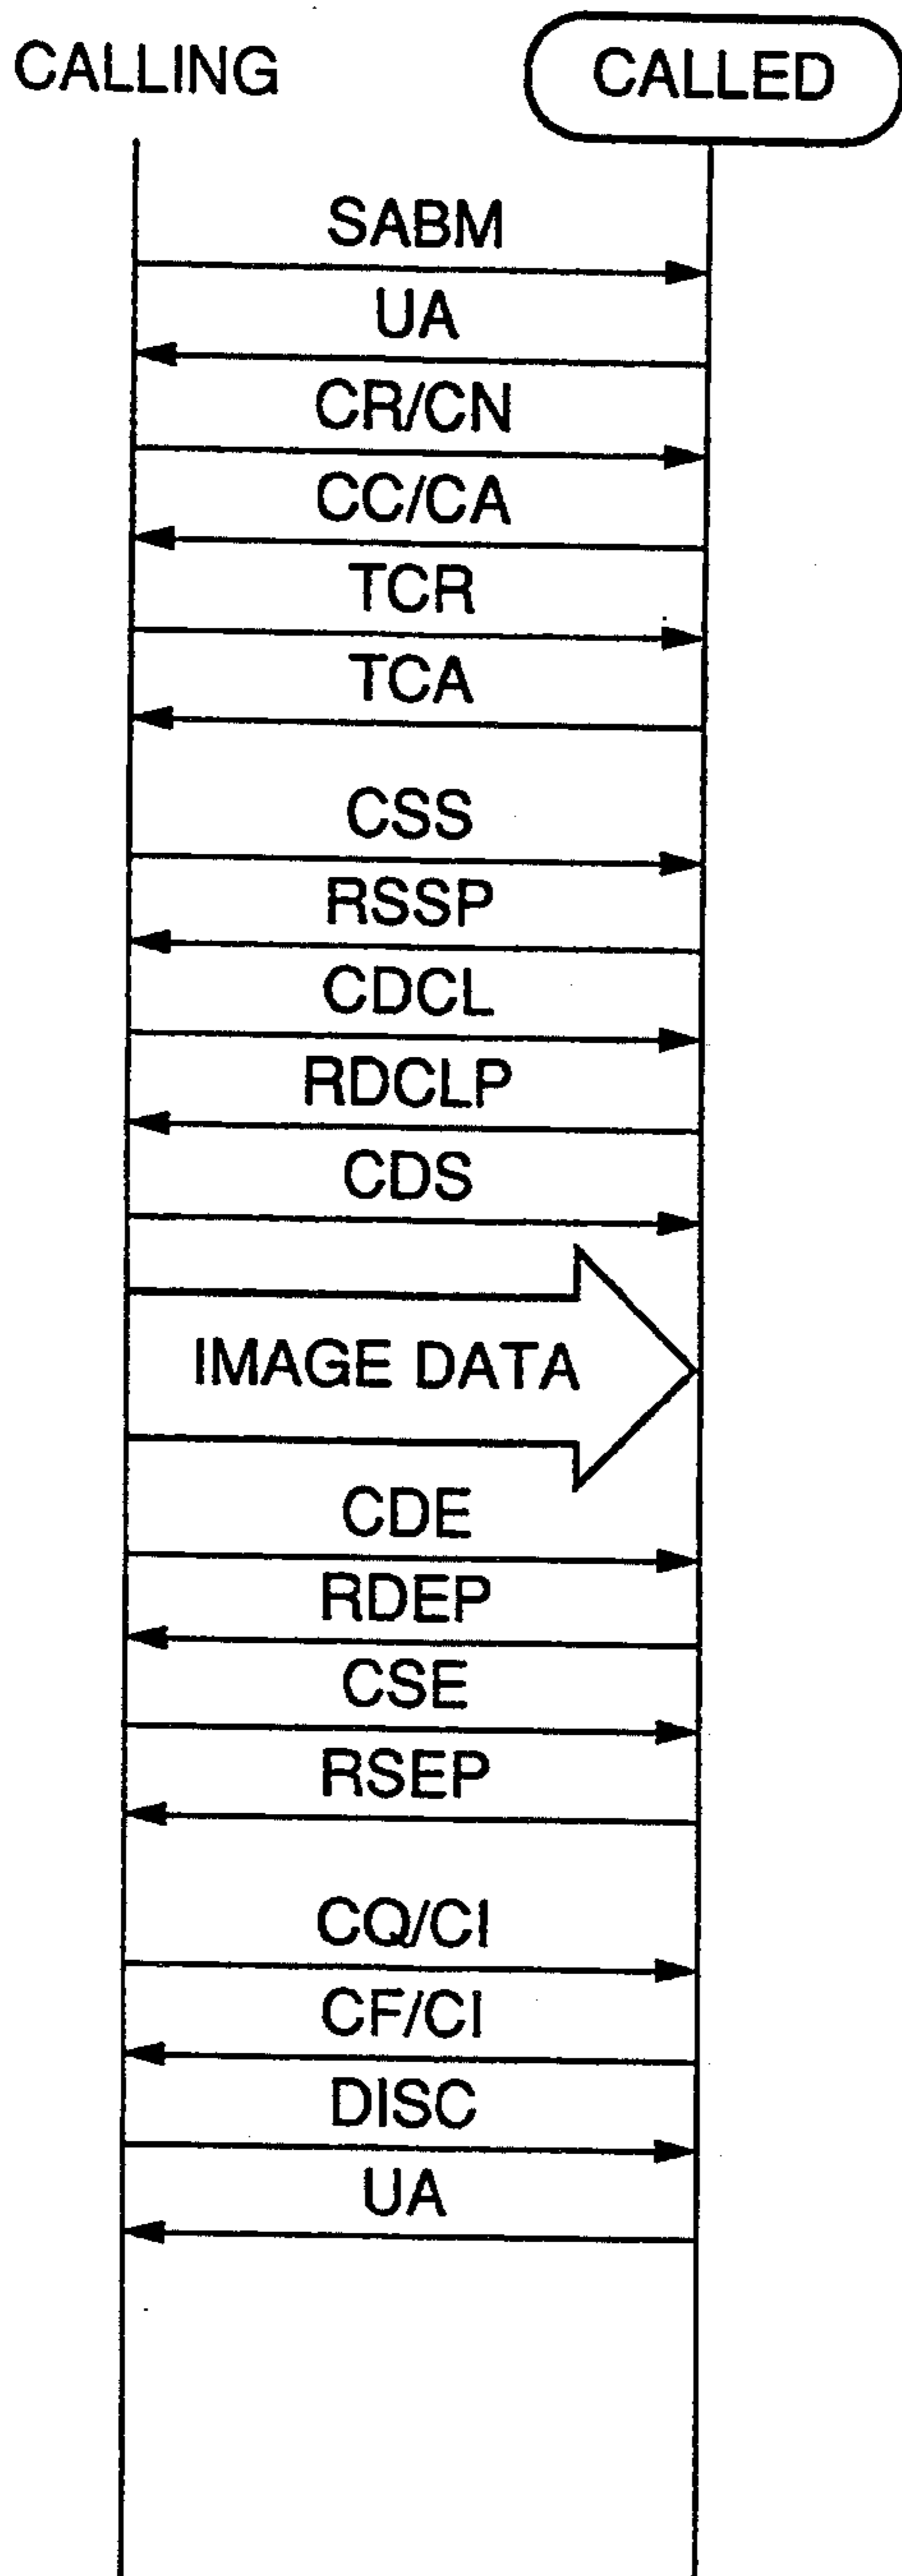 CALLING CALLED
SABM
UA
CR/CN
CC/CA
TCR
TCA
CSS
RSSP
CDCL
RDCLP
CDS
IMAGE DATA
CDE
RDEP
CSE
RSEP
CQ/CI
CF/CI
DISC
UA